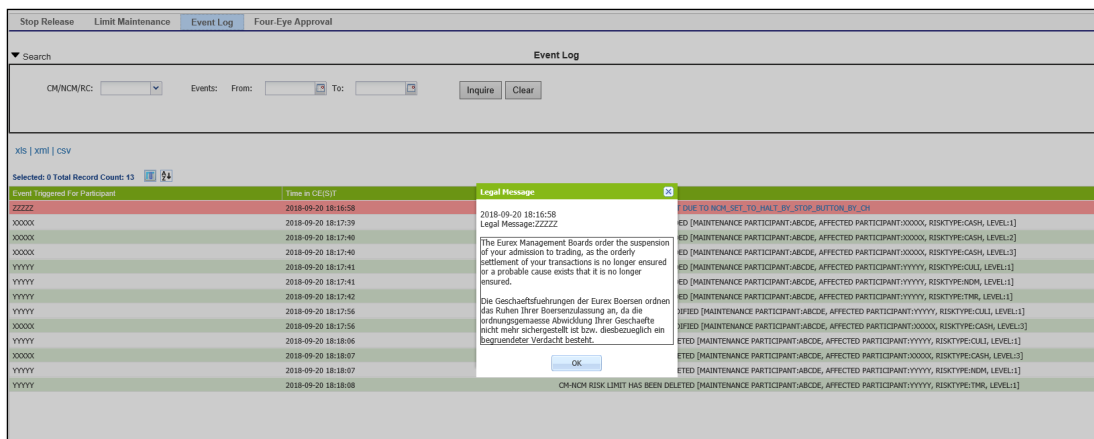 Stop Release Limit Maintenance Event Log Four-Eye Approval
Search Event Log
CM/NCM/RC: Events: From: To: Inquire Clear
xls | xml | csv
Selected: 0 Total Record Count: 13
Event Triggered For Participant Time in CE(S)T
ZZZZZ 2018-09-20 18:16:58 T DUE TO NCM_SET_TO_HALT_BY_STOP_BUTTON_BY_CH
XXXXX 2018-09-20 18:17:39 ED [MAINTENANCE PARTICIPANT:ABCDE, AFFECTED PARTICIPANT:XXXXX, RISKTYPE:CASH, LEVEL:1]
XXXXX 2018-09-20 18:17:40 ED [MAINTENANCE PARTICIPANT:ABCDE, AFFECTED PARTICIPANT:XXXXX, RISKTYPE:CASH, LEVEL:2]
XXXXX 2018-09-20 18:17:40 ED [MAINTENANCE PARTICIPANT:ABCDE, AFFECTED PARTICIPANT:XXXXX, RISKTYPE:CASH, LEVEL:3]
YYYYY 2018-09-20 18:17:41 DED [MAINTENANCE PARTICIPANT:ABCDE, AFFECTED PARTICIPANT:YYYYY, RISKTYPE:CULI, LEVEL:1]
YYYYY 2018-09-20 18:17:41 DED [MAINTENANCE PARTICIPANT:ABCDE, AFFECTED PARTICIPANT:YYYYY, RISKTYPE:NDM, LEVEL:1]
YYYYY 2018-09-20 18:17:42 DED [MAINTENANCE PARTICIPANT:ABCDE, AFFECTED PARTICIPANT:YYYYY, RISKTYPE:TMR, LEVEL:1]
YYYYY 2018-09-20 18:17:56 DIFIED [MAINTENANCE PARTICIPANT:ABCDE, AFFECTED PARTICIPANT:YYYYY, RISKTYPE:CULI, LEVEL:1]
XXXXX 2018-09-20 18:17:56 DIFIED [MAINTENANCE PARTICIPANT:ABCDE, AFFECTED PARTICIPANT:XXXXX, RISKTYPE:CASH, LEVEL:3]
YYYYY 2018-09-20 18:18:06 ETED [MAINTENANCE PARTICIPANT:ABCDE, AFFECTED PARTICIPANT:YYYYY, RISKTYPE:CULI, LEVEL:1]
XXXXX 2018-09-20 18:18:07 ETED [MAINTENANCE PARTICIPANT:ABCDE, AFFECTED PARTICIPANT:XXXXX, RISKTYPE:CASH, LEVEL:3]
YYYYY 2018-09-20 18:18:07 ETED [MAINTENANCE PARTICIPANT:ABCDE, AFFECTED PARTICIPANT:YYYYY, RISKTYPE:NDM, LEVEL:1]
YYYYY 2018-09-20 18:18:08 CM-NCM RISK LIMIT HAS BEEN DELETED [MAINTENANCE PARTICIPANT:ABCDE, AFFECTED PARTICIPANT:YYYYY, RISKTYPE:TMR, LEVEL:1]
Legal Message
2018-09-20 18:16:58
Legal Message:ZZZZZ
The Eurex Management Boards order the suspension
of your admission to trading, as the orderly
settlement of your transactions is no longer ensured
or a probable cause exists that it is no longer
ensured.
Die Geschaeftsfuehrungen der Eurex Boersen ordnen
das Ruhen Ihrer Boersenzulassung an, da die
ordnungsgemaesse Abwicklung Ihrer Geschaefte
nicht mehr sichergestellt ist bzw. diesbezueglich ein
begruendeter Verdacht besteht.
OK